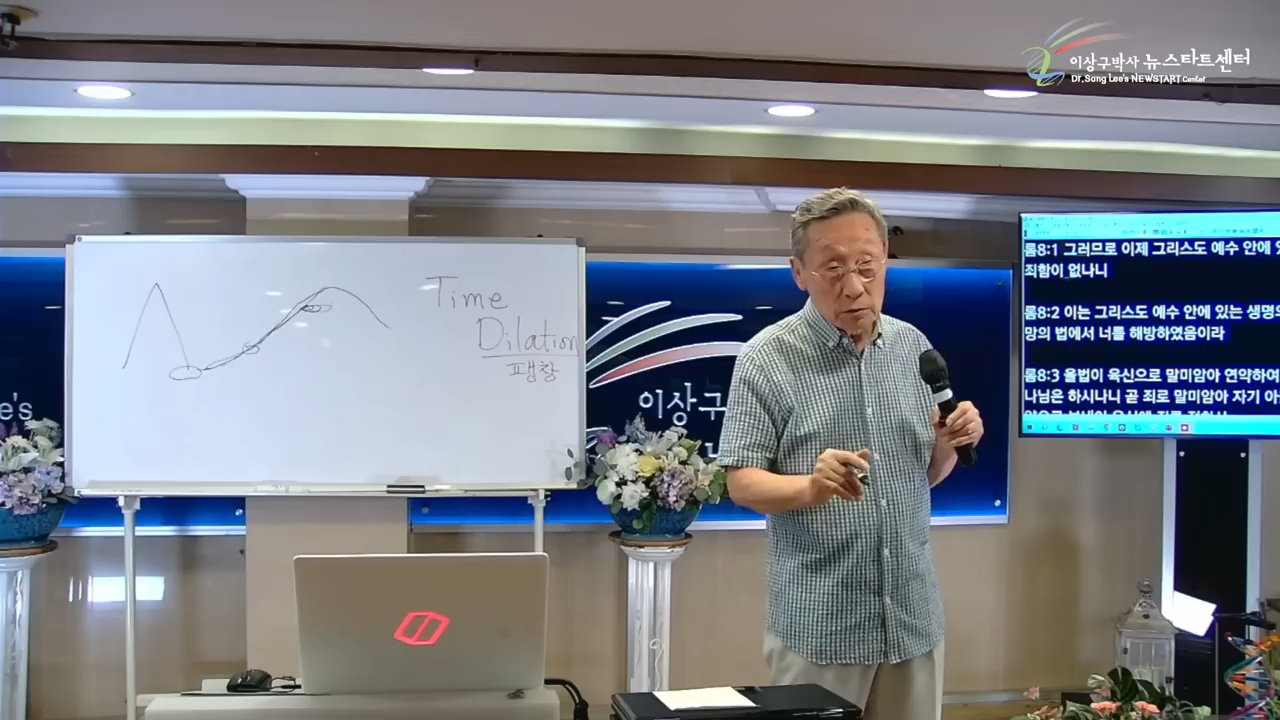 이상구박사 뉴스타트센터
Dr.Sang Lee's NEWSTART Center
Time
Dilation
팽창
e's
이상구
롬8:1 그러므로 이제 그리스도 예수 안에
죄함이 없나니
롬8:2 이는 그리스도 예수 안에 있는 생명의
망의 법에서 너를 해방하였음이라
롬8:3 율법이 육신으로 말미암아 연약하여
나님은 하시나니 곧 죄로 말미암아 자기 아